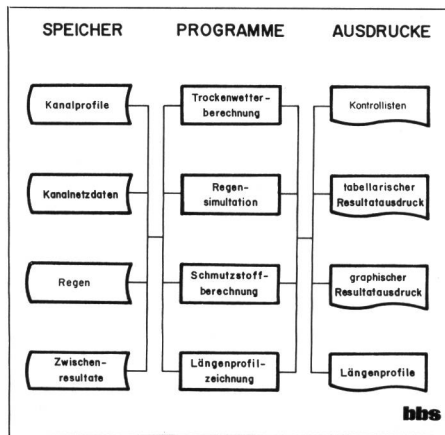 SPEICHER PROGRAMME AUSDRUCKE
Kanalprofile
Trockenwetter-
berechnung
Kontrollisten
Kanalnetzdaten
Regen-
simultation
tabellarischer
Resultatausdruck
Regen
Schmutzstoff-
berechnung
graphischer
Resultatausdruck
Zwischen-
resultate
Längenprofil-
zeichnung
Längenprofile
bbs